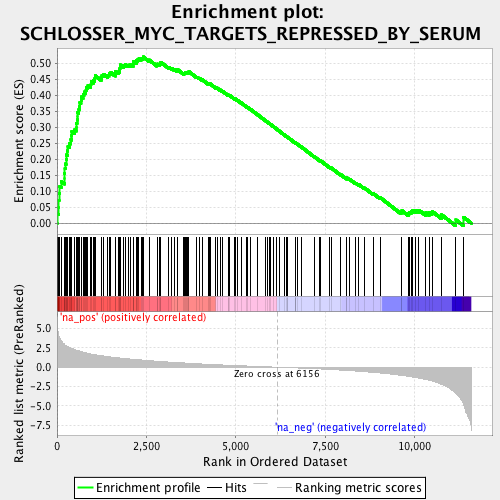 Enrichment plot:
SCHLOSSER_MYC_TARGETS_REPRESSED_BY_SERUM
Enrichment score (ES)
0.50
0.45
0.40
0.35
0.30
0.25
0.20
0.15
0.10
0.05
0.00
'na_pos' (positively correlated)
Ranked list metric (PreRanked)
5.0
2.5
0.0
-2.5
-5.0
-7.5
Zero cross at 6156
'na_neg' (negatively correlated)
0
2,500
5,000
7,500
10,000
Rank in Ordered Dataset
Enrichment profile
Hits
Ranking metric scores